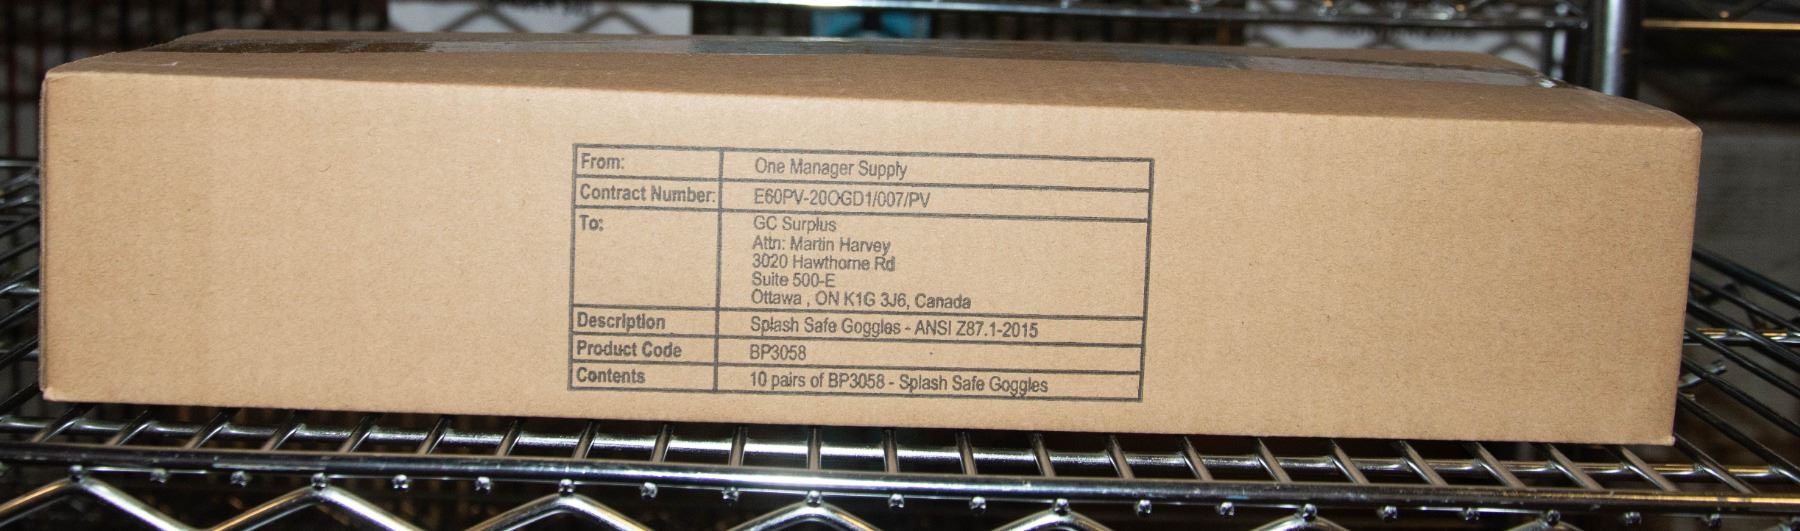 From: One Manager Supply
Contract Number: E60PV-20OGD1/007/PV
To: GC Surplus
Attn: Martin Harvey
3020 Hawthorne Rd
Suite 500-E
Ottawa , ON K1G 3J6, Canada
Description Splash Safe Goggles - ANSI Z87.1-2015
Product Code BP3058
Contents 10 pairs of BP3058 - Splash Safe Goggles